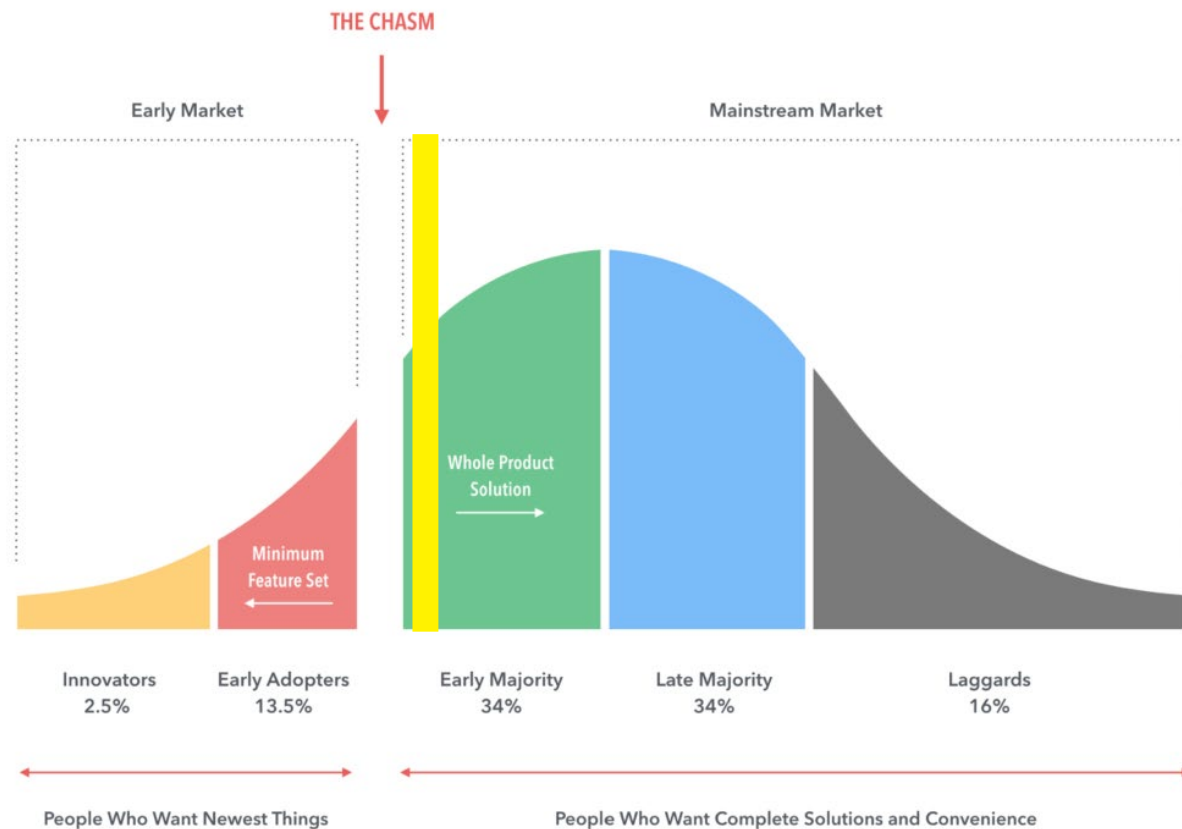 THE CHASM
Early Market
Mainstream Market
Whole Product
Solution
Minimum
Feature Set
Innovators
2.5%
Early Adopters
13.5%
Early Majority
34%
Late Majority
34%
Laggards
16%
People Who Want Newest Things
People Who Want Complete Solutions and Convenience